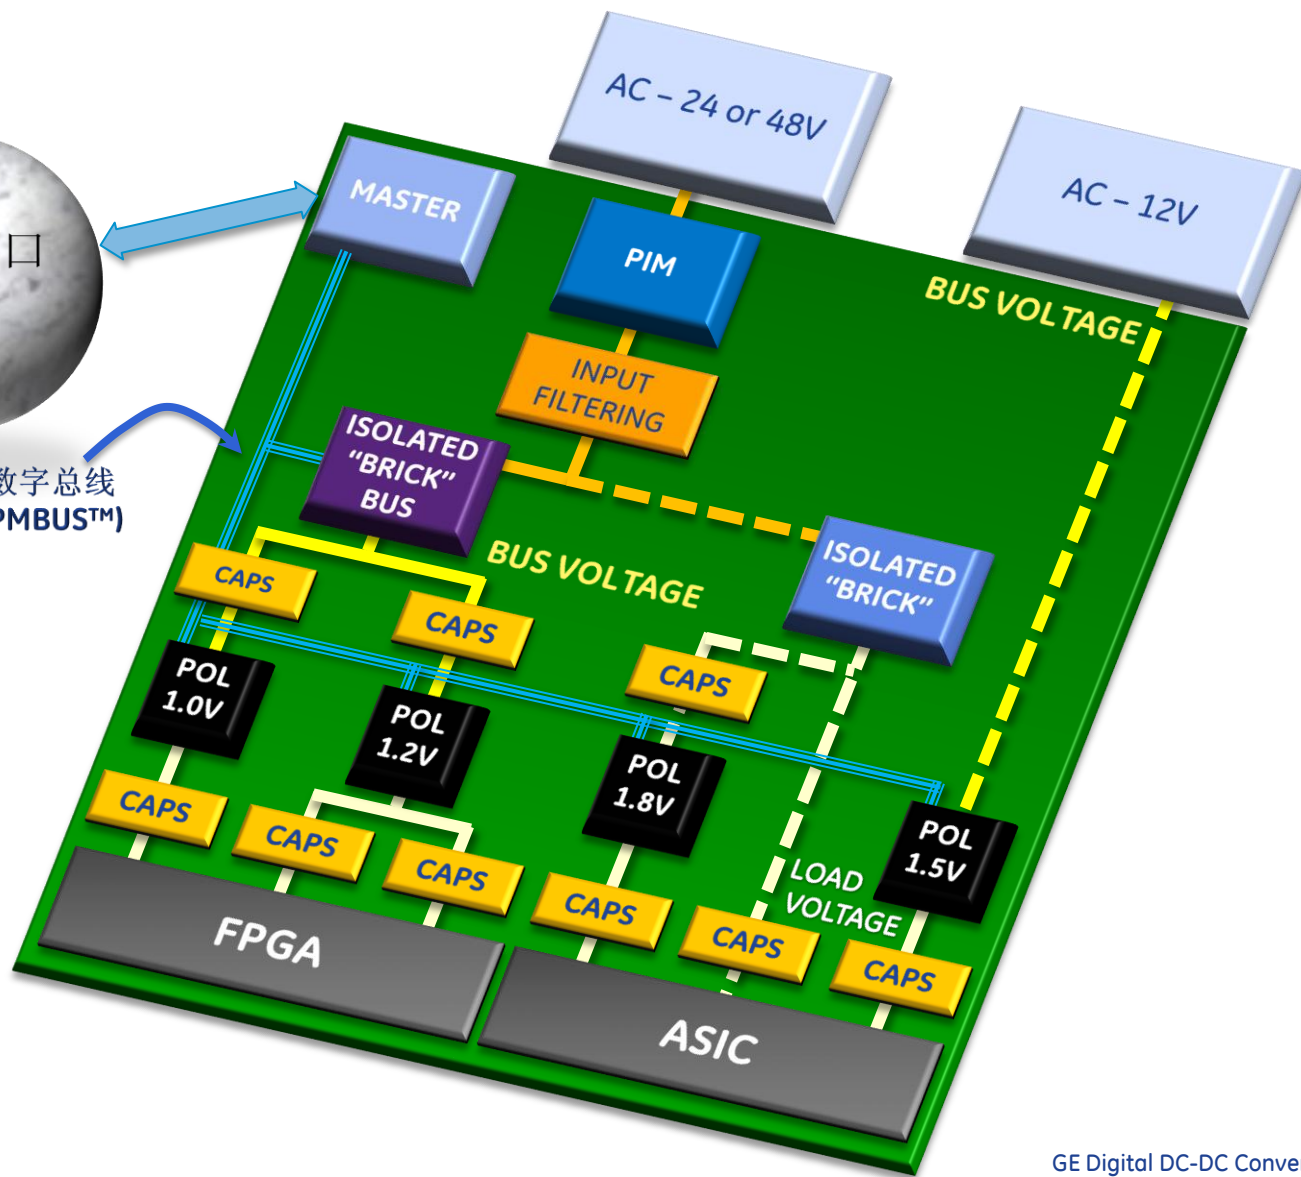 AC – 24 or 48V
AC – 12V
MASTER
PIM
口
BUS VOLTAGE
INPUT
FILTERING
ISOLATED
“BRICK”
BUS
数字总线
PMBUS™)
BUS VOLTAGE
ISOLATED
“BRICK”
CAPS
CAPS
CAPS
POL
1.0V
POL
1.2V
POL
1.8V
POL
1.5V
LOAD
VOLTAGE
CAPS
CAPS
CAPS
CAPS
CAPS
CAPS
FPGA
ASIC
GE Digital DC-DC Conver